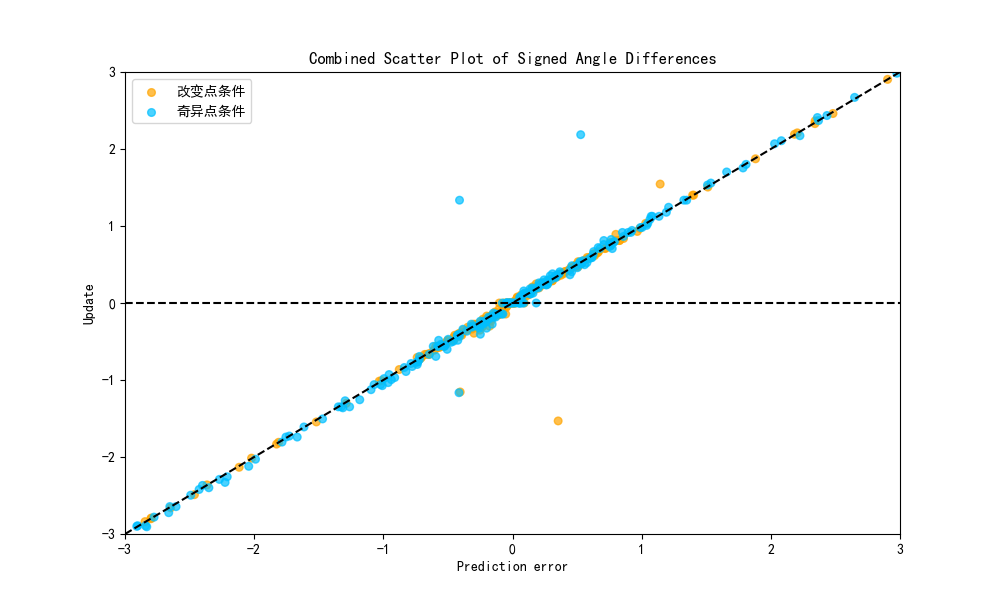 Combined Scatter Plot of Signed Angle Differences
改变点条件
奇异点条件
3
2
1
0
−1
−2
−3
Update
−3
−2
−1
0
1
2
3
Prediction error